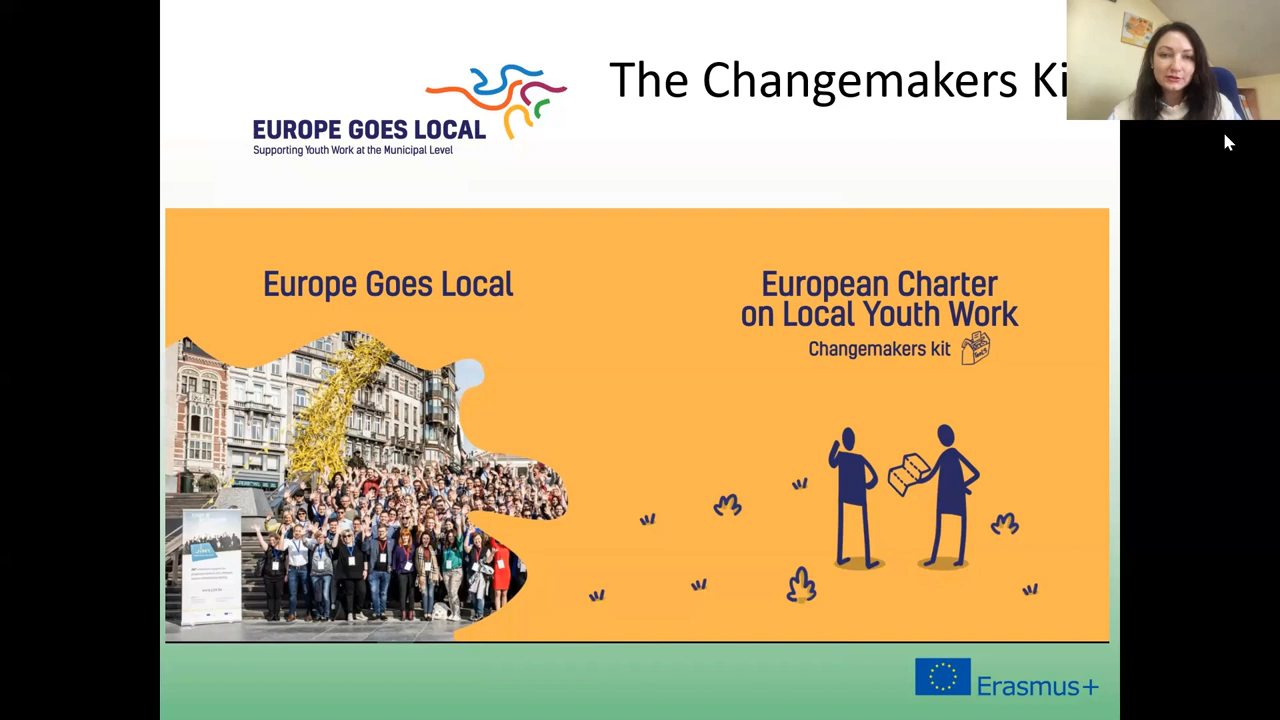 The Changemakers Ki
EUROPE GOES LOCAL
Supporting Youth Work at the Municipal Level
Europe Goes Local
European Charter
on Local Youth Work
Changemakers kit
Erasmus+